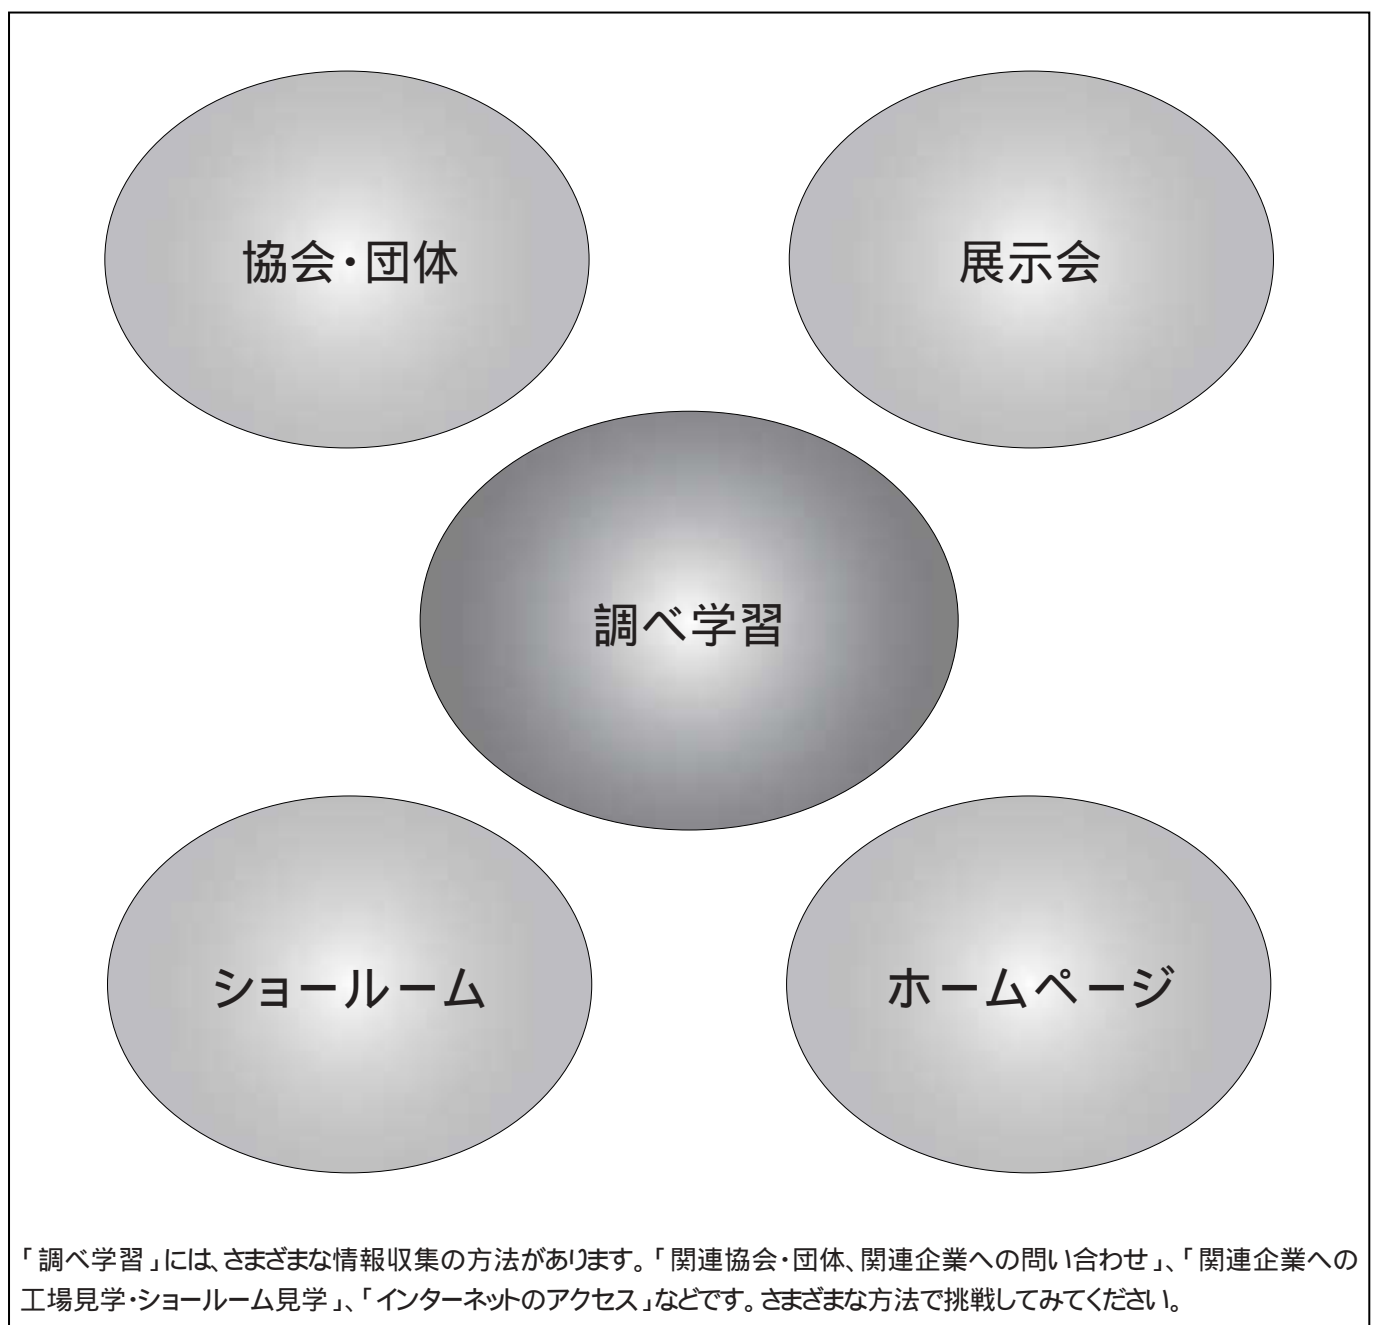 協会・団体
展示会
調べ学習
ショールーム
ホームページ
「調べ学習」には、さまざまな情報収集の方法があります。「関連協会・団体、関連企業への問い合わせ」、「関連企業への
工場見学・ショールーム見学」、「インターネットのアクセス」などです。さまざまな方法で挑戦してみてください。